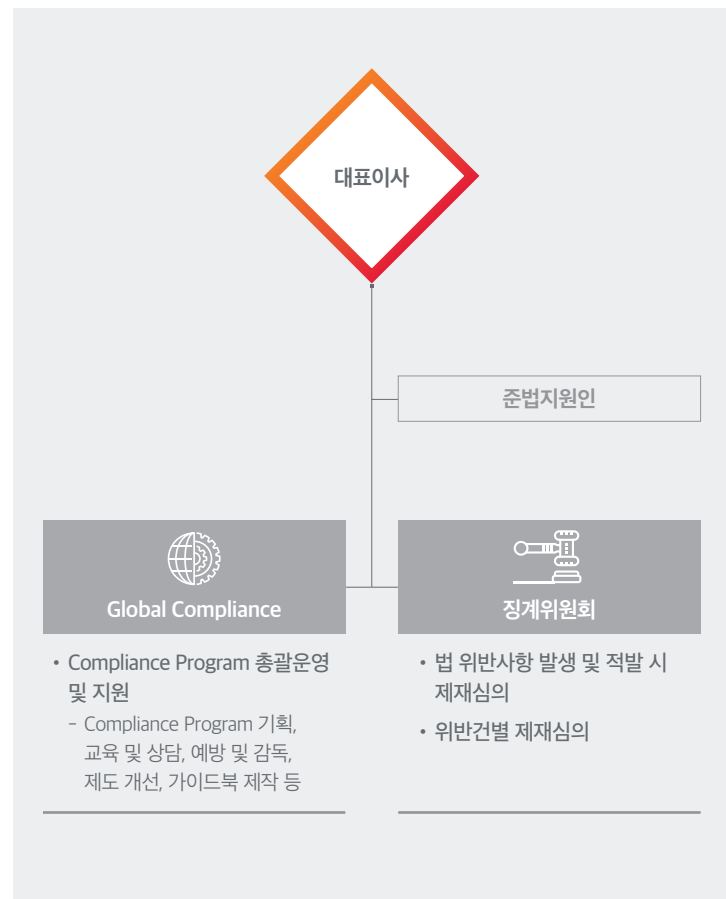 대표이사
준법지원인
Global Compliance
• Compliance Program 총괄운영
및 지원
- Compliance Program 기획,
교육 및 상담, 예방 및 감독,
제도 개선, 가이드북 제작 등
징계위원회
• 법 위반사항 발생 및 적발 시
제재심의
• 위반건별 제재심의